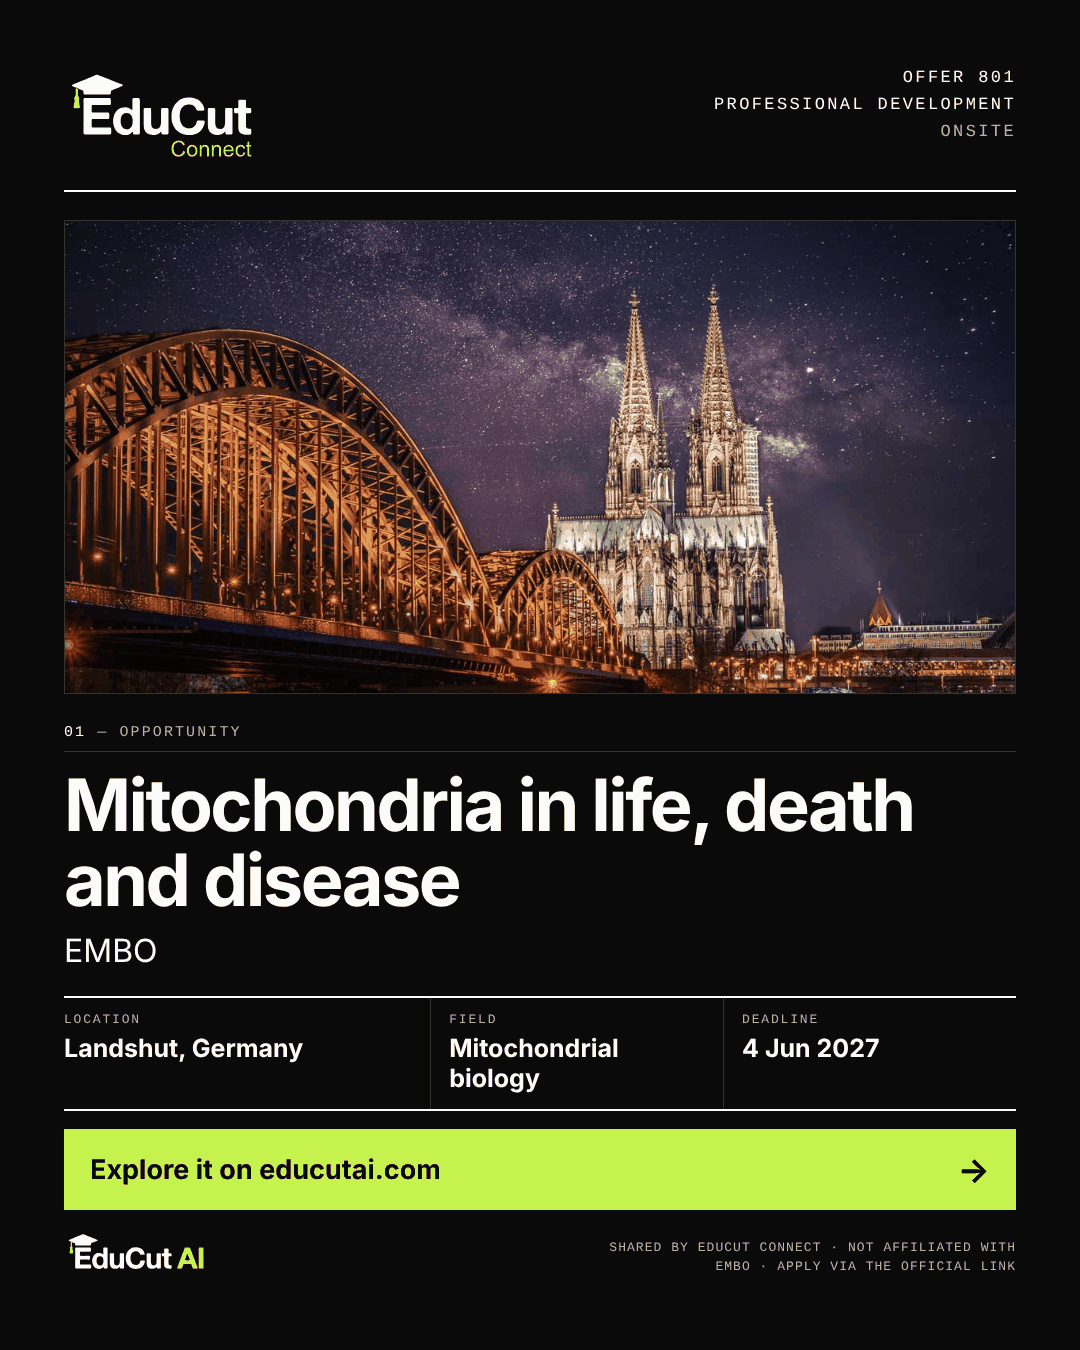 EduCut
Connect
OFFER 801
PROFESSIONAL DEVELOPMENT
ONSITE
01 — OPPORTUNITY
Mitochondria in life, death
and disease
EMBO
LOCATION
Landshut, Germany
FIELD
Mitochondrial
biology
DEADLINE
4 Jun 2027
Explore it on educutai.com →
EduCut AI
SHARED BY EDUCUT CONNECT · NOT AFFILIATED WITH
EMBO · APPLY VIA THE OFFICIAL LINK